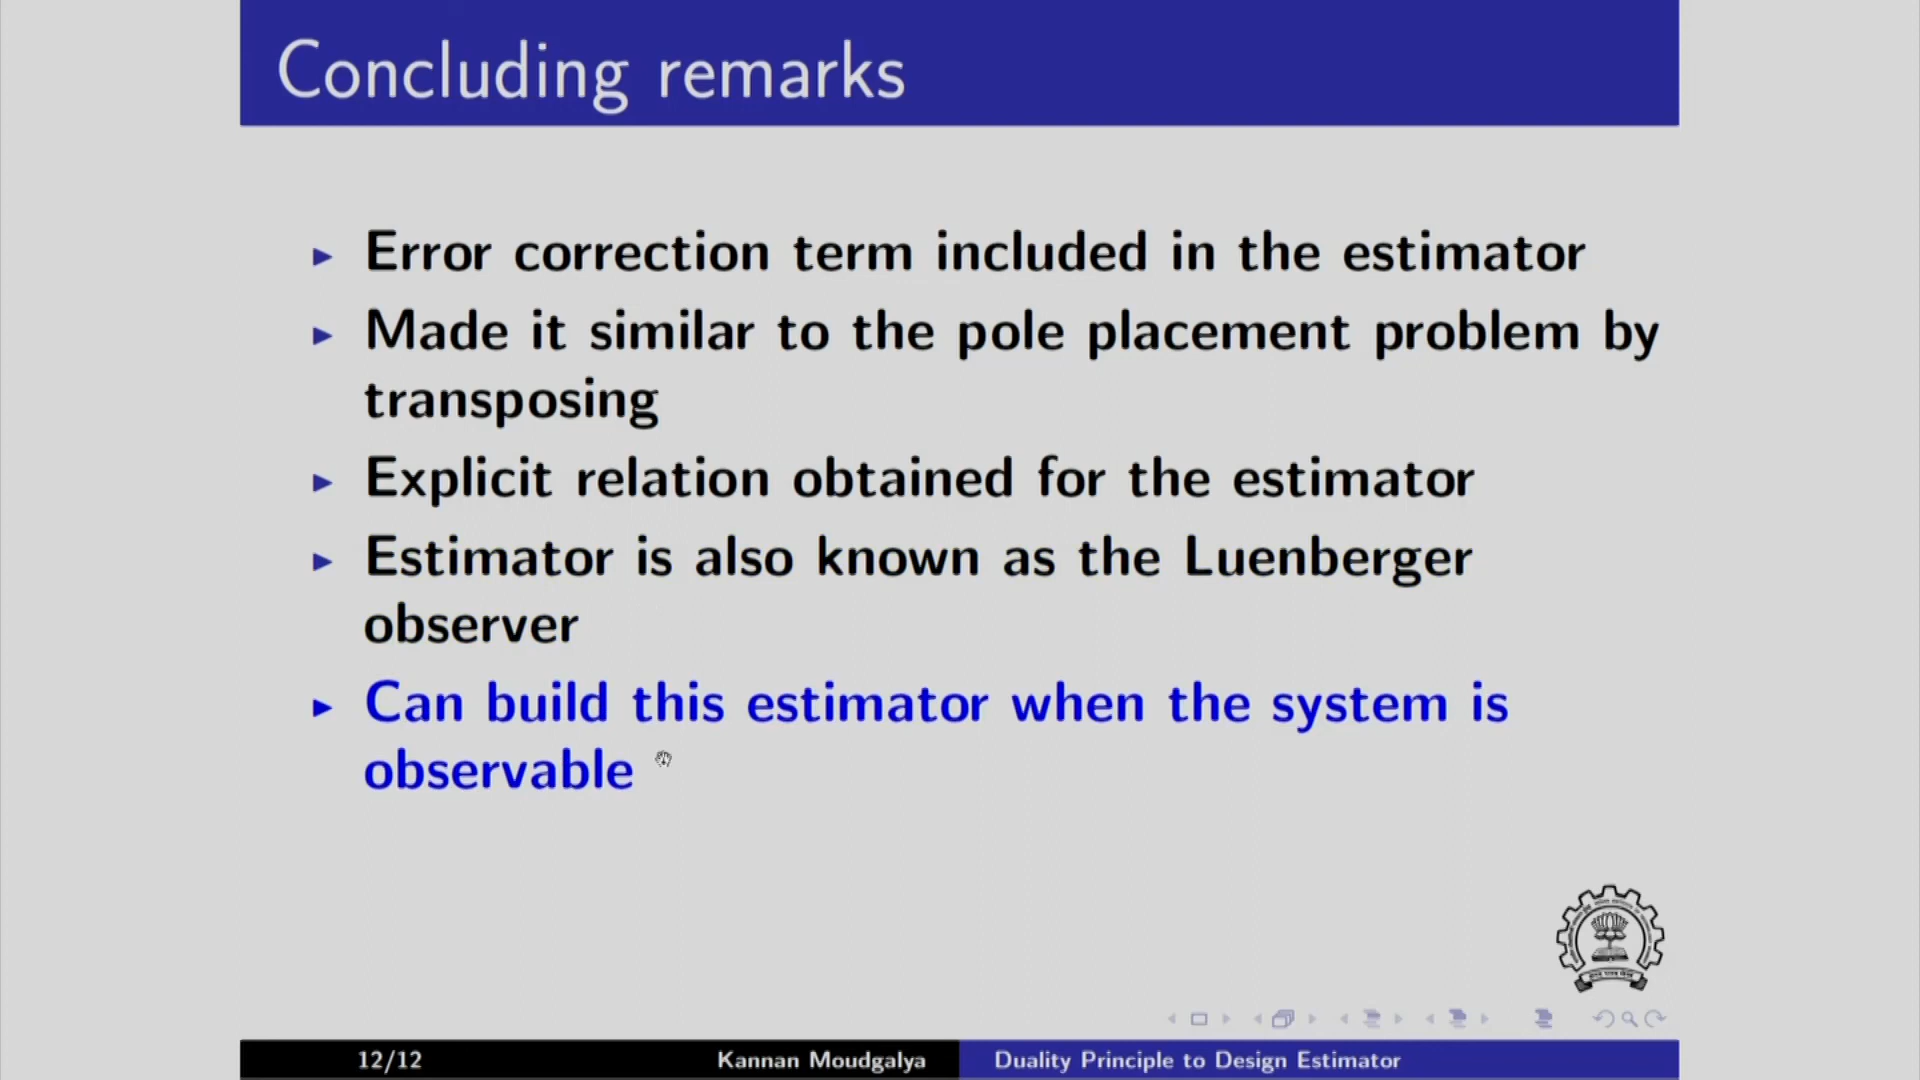 Concluding remarks
Error correction term included in the estimator
Made it similar to the pole placement problem by
transposing
Explicit relation obtained for the estimator
Estimator is also known as the Luenberger
observer
Can build this estimator when the system is
observable
12/12 Kannan Moudgalya Duality Principle to Design Estimator